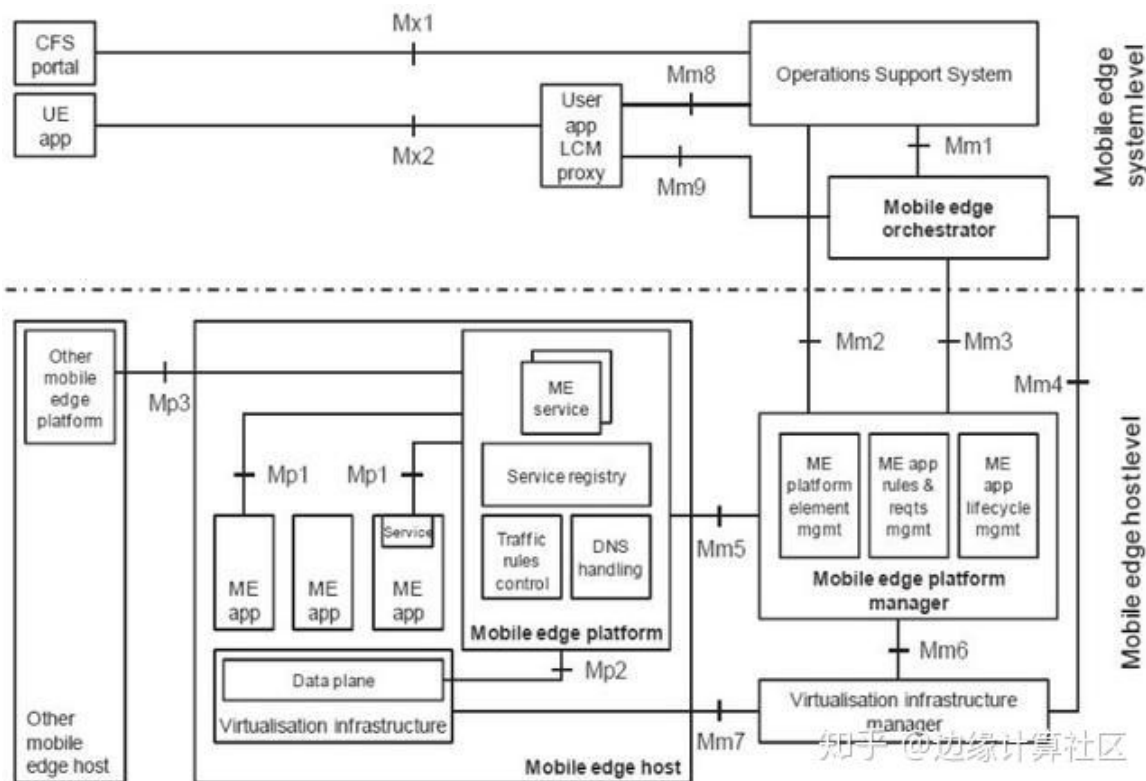 CFS
portal
Mx1
Operations Support System
Mobile edge
system level
UE
app
Mx2
User
app
LCM
proxy
Mm8
Mm9
Mm1
Mobile edge
orchestrator
Other
mobile
edge
platform
Mp3
ME
service
Mm2
Mm3
Mm4
Mobile edge host level
Mp1
Mp1
Service registry
Service
ME
app
ME
app
ME
app
Traffic
rules
control
DNS
handling
Mobile edge platform
Mm5
ME
platform
element
mgmt
ME app
rules &
reqts
mgmt
ME
app
lifecycle
mgmt
Mobile edge platform
manager
Mp2
Mm6
Data plane
Virtualisation infrastructure
Mm7
Virtualisation infrastructure
manager
Other
mobile
edge host
Mobile edge host
知乎 @边缘计算社区